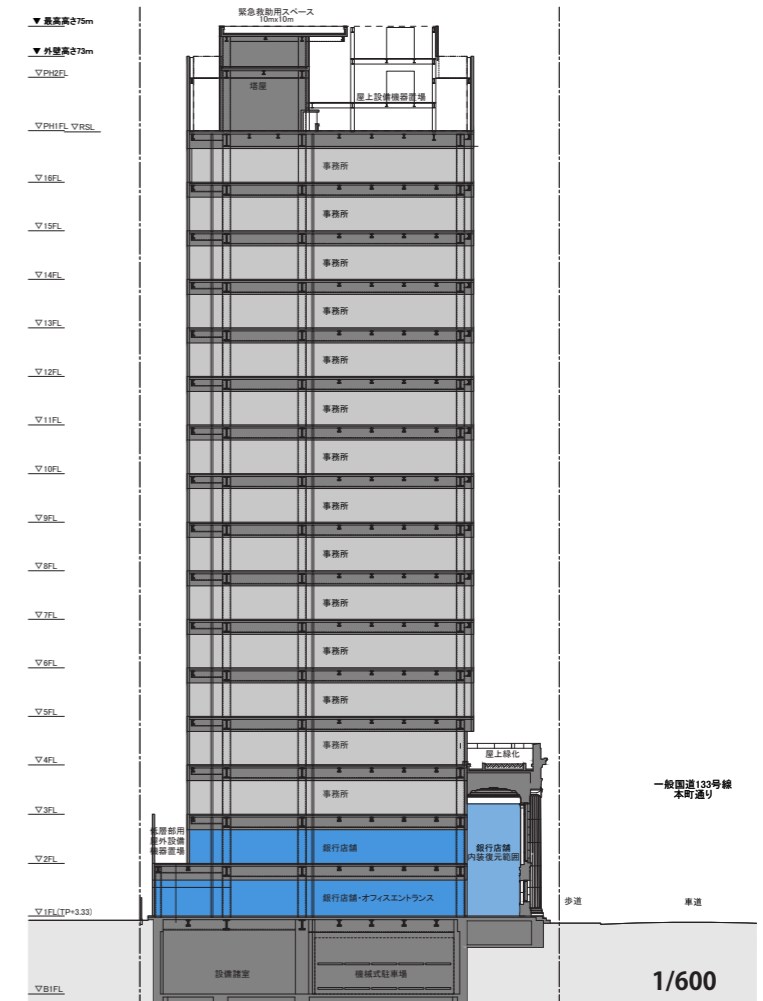 緊急救助用スペース
10mx10m
▼ 最高高さ75m
▼ 外壁高さ73m
▽PH2FL
塔屋
屋上設備機器置場
▽PH1FL ▽RSL
事務所
▽16FL
事務所
▽15FL
事務所
▽14FL
事務所
▽13FL
事務所
▽12FL
事務所
▽11FL
事務所
▽10FL
事務所
▽9FL
事務所
▽8FL
事務所
▽7FL
事務所
▽6FL
事務所
▽5FL
事務所
屋上緑化
▽4FL
一般国道133号線
本町通り
事務所
▽3FL
低層部用
屋外設備
機器置場
銀行店舗
銀行店舗
内装復元範囲
▽2FL
銀行店舗・オフィスエントランス
歩道
車道
▽1FL(TP+3.33)
設備諸室
機械式駐車場
▽B1FL
1/600